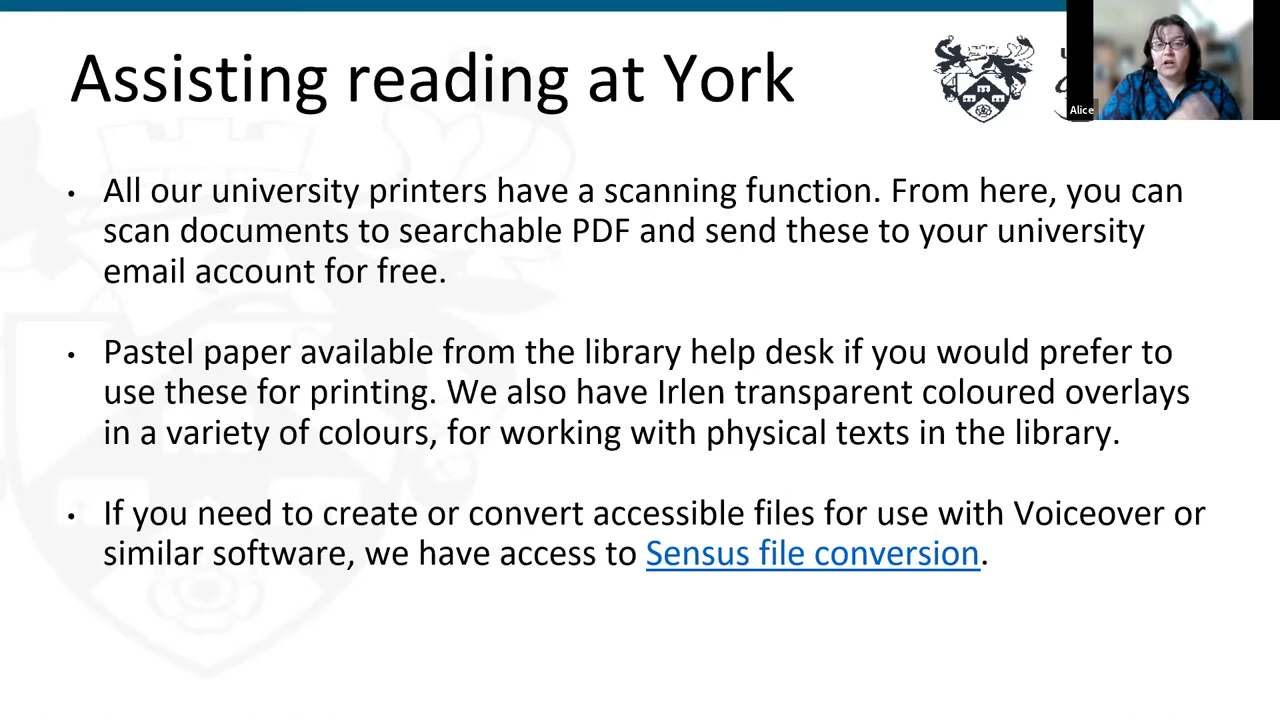 Assisting reading at York
Alice
• All our university printers have a scanning function. From here, you can
scan documents to searchable PDF and send these to your university
email account for free.
• Pastel paper available from the library help desk if you would prefer to
use these for printing. We also have Irlen transparent coloured overlays
in a variety of colours, for working with physical texts in the library.
• If you need to create or convert accessible files for use with Voiceover or
similar software, we have access to Sensus file conversion.